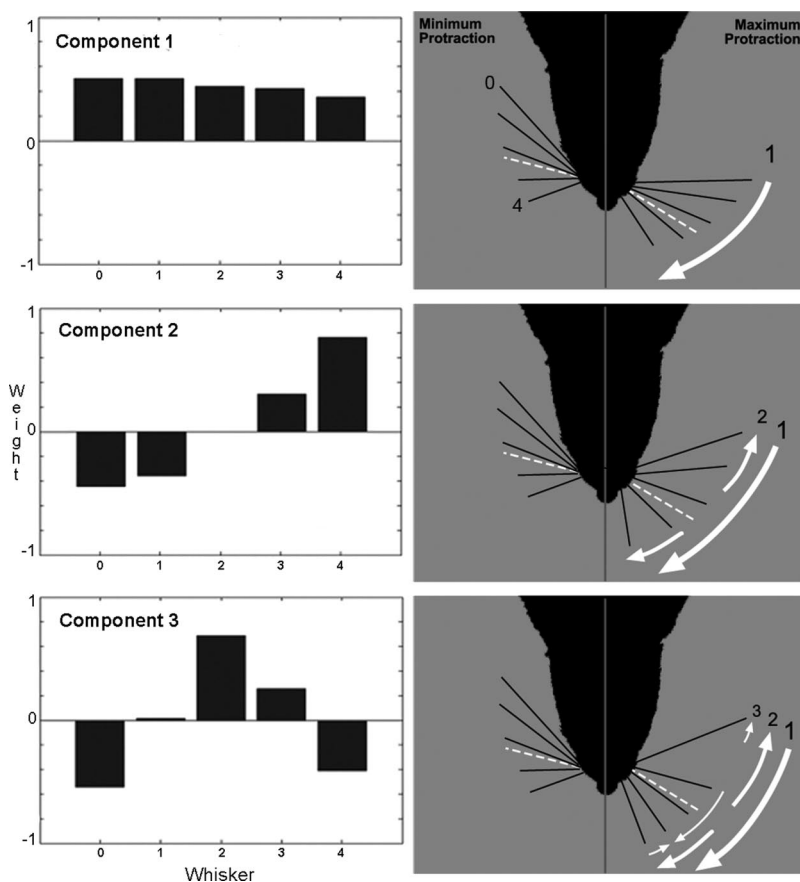 1
Component 1
0
-1
0 1 2 3 4
Minimum
Protraction
Maximum
Protraction
0
4
1
1
Component 2
0
-1
0 1 2 3 4
Weight
2
1
1
Component 3
0
-1
0 1 2 3 4
Whisker
3
2
1